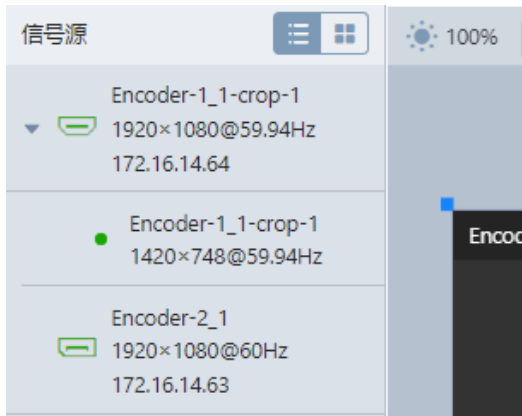 信号源
100%
Encoder-1_1-crop-1
1920×1080@59.94Hz
172.16.14.64
Encoder-1_1-crop-1
1420×748@59.94Hz
Encod
Encoder-2_1
1920×1080@60Hz
172.16.14.63